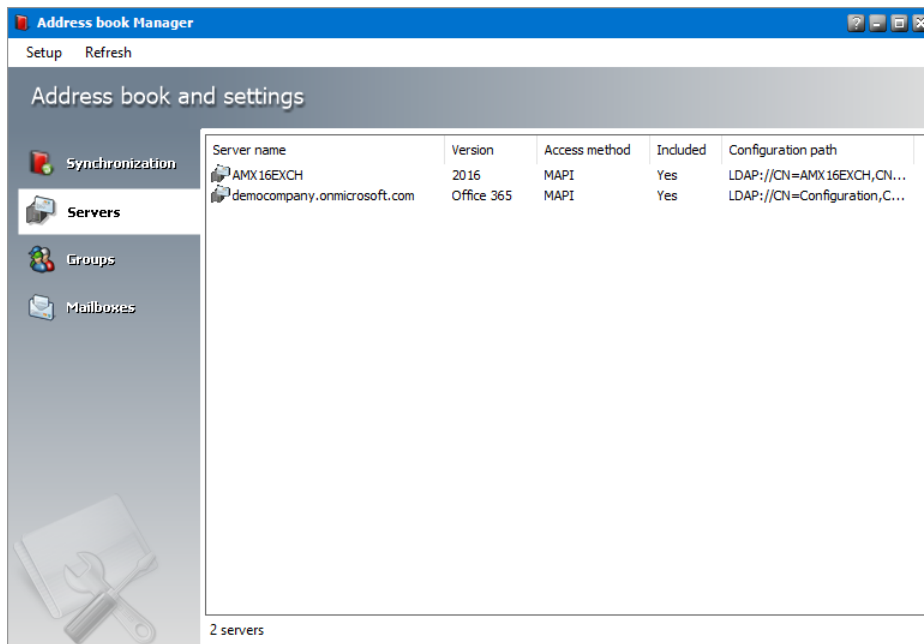 Address book Manager
Setup Refresh
Address book and settings
Synchronization
Servers
Groups
Mailboxes
Server name Version Access method Included Configuration path
AMX16EXCH 2016 MAPI Yes LDAP://CN=AMX16EXCH,CN...
democompany.onmicrosoft.com Office 365 MAPI Yes LDAP://CN=Configuration,C...
2 servers